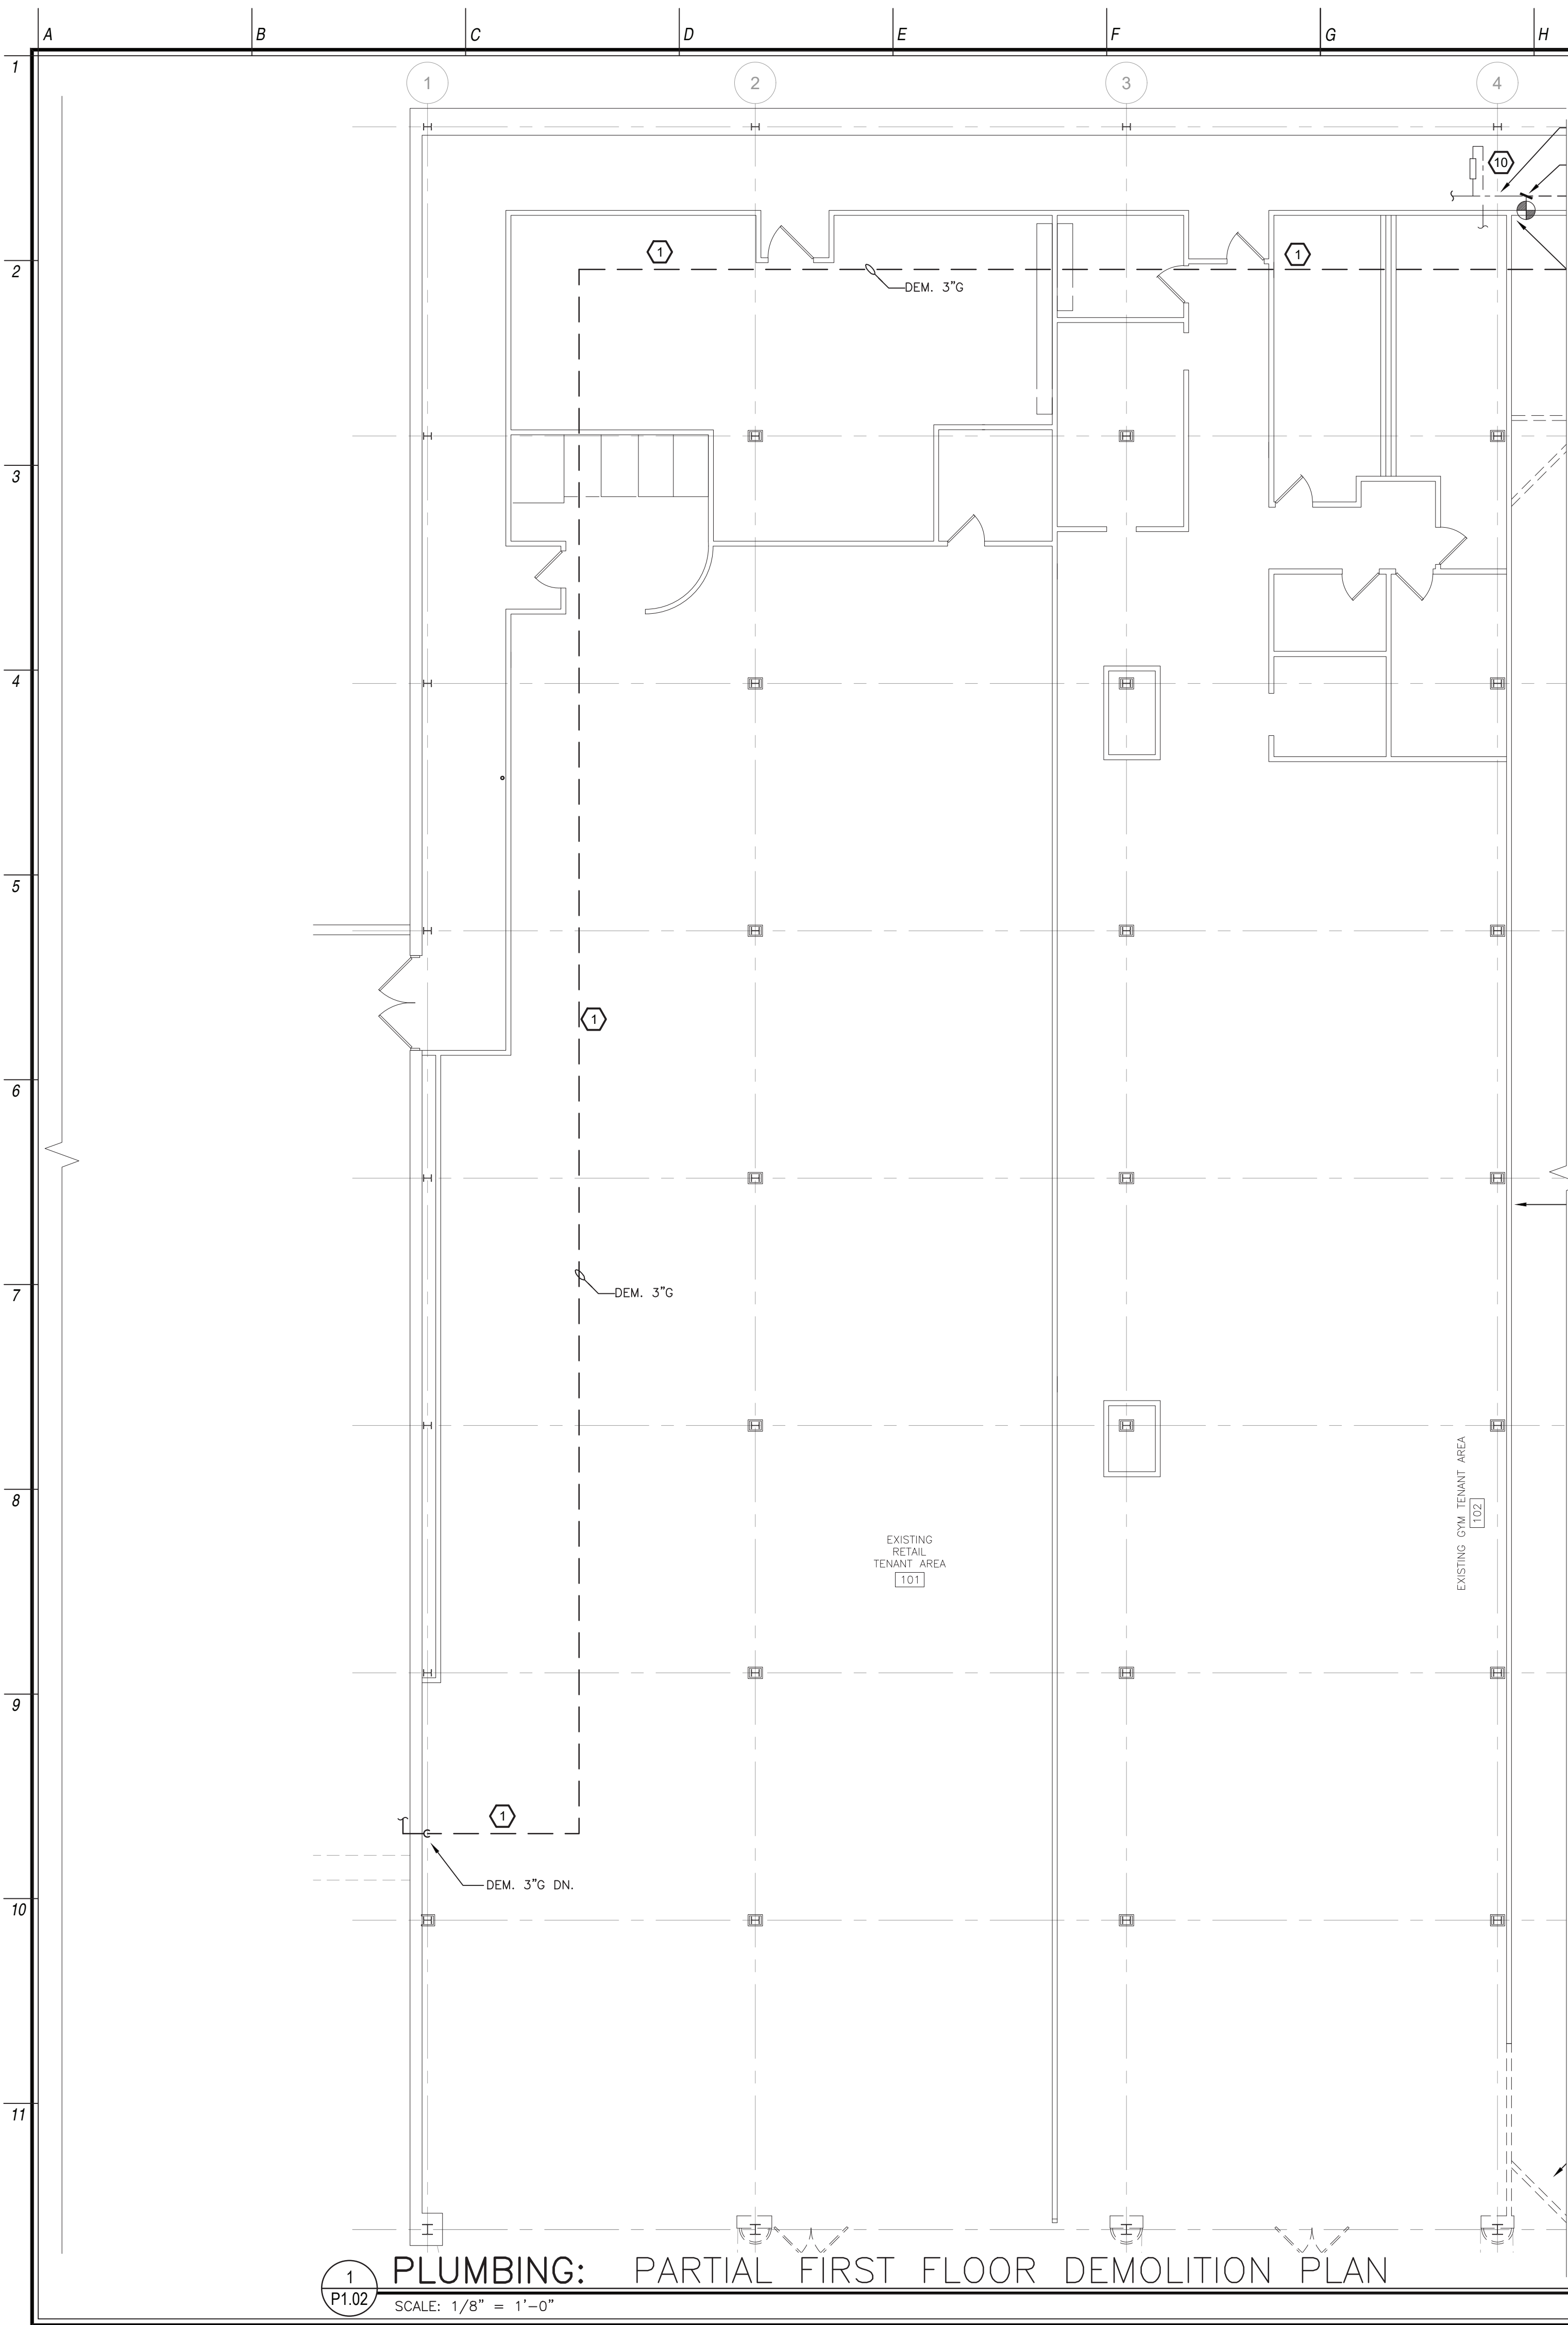 A B C D E F G H
1
1 2 3 4
10
2
1
1
DEM. 3"G
3
4
5
1
6
7
DEM. 3"G
8
EXISTING GYM TENANT AREA
102
EXISTING
RETAIL
TENANT AREA
101
9
1
DEM. 3"G DN.
10
11
1
P1.02
PLUMBING: PARTIAL FIRST FLOOR DEMOLITION PLAN
SCALE: 1/8" = 1'-0"